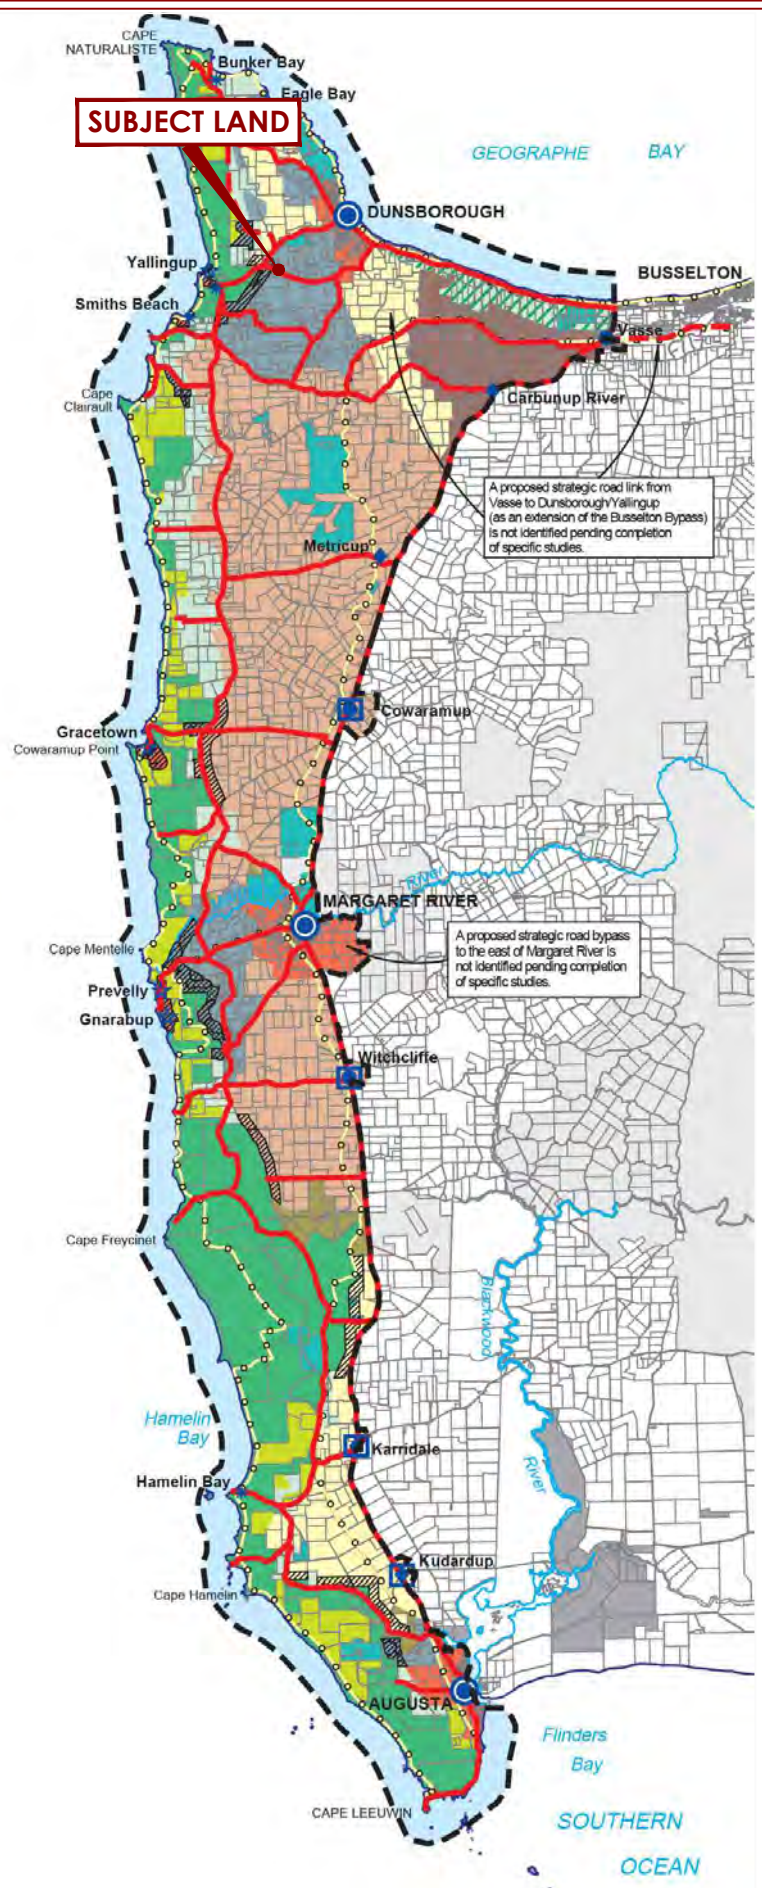 CAPE
NATURALISTE
Bunker Bay
Eagle Bay
SUBJECT LAND
GEOGRAPHE BAY
DUNSBOROUGH
Yallingup
BUSSELTON
Smiths Beach
Vasse
Cape
Clairault
Carbunup River
A proposed strategic road link from
Vasse to Dunsborough/Yallingup
(as an extension of the Busselton Bypass)
is not identified pending completion
of specific studies.
Metricup
Cowaramup
Gracetown
Cowaramup Point
River
MARGARET RIVER
A proposed strategic road bypass
to the east of Margaret River is
not identified pending completion
of specific studies.
Cape Mentelle
Prevelly
Gnarabup
Witchcliffe
Cape Freycinet
Blackwood
Hamelin
Bay
Karridale
River
Hamelin Bay
Kudardup
Cape Hamelin
AUGUSTA
Flinders
Bay
CAPE LEEUWIN
SOUTHERN
OCEAN